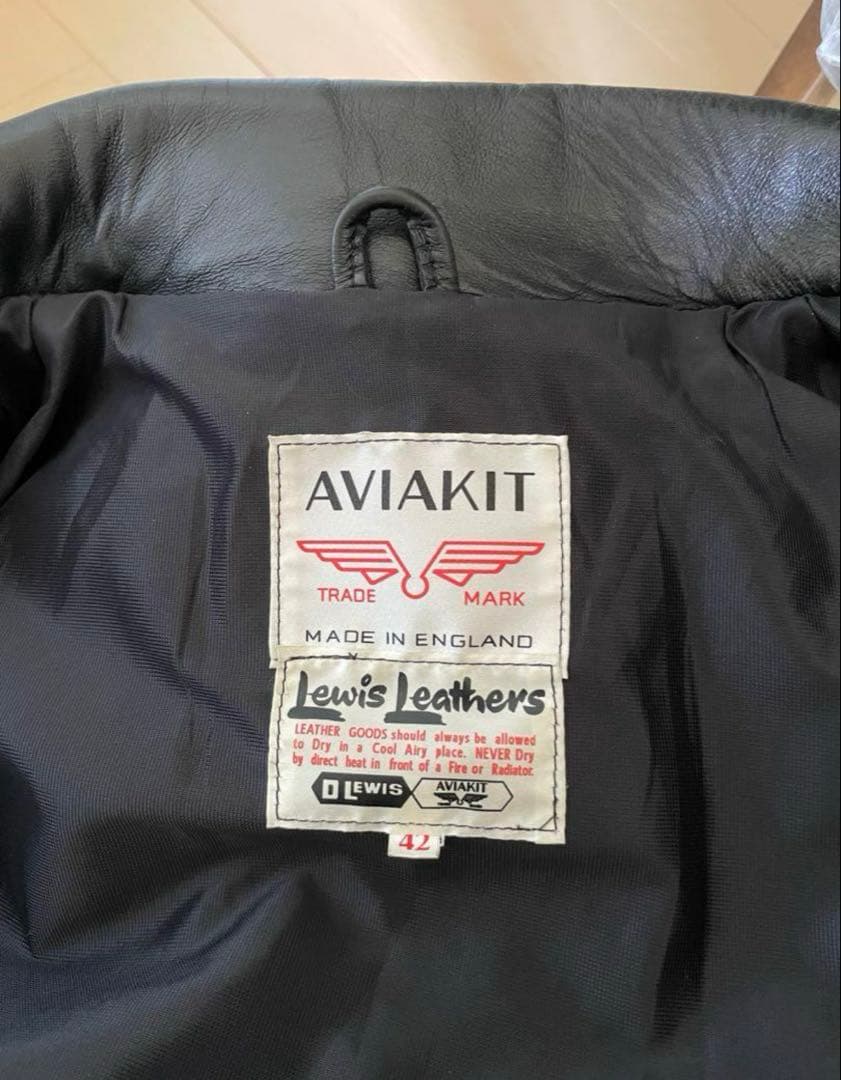 AVIAKIT
TRADE MARK
MADE IN ENGLAND
Lewis Leathers
LEATHER GOODS should always be allowed
to Dry in a Cool Airy place. NEVER Dry
by direct heat in front of a Fire or Radiator.
D LEWIS AVIAKIT
42